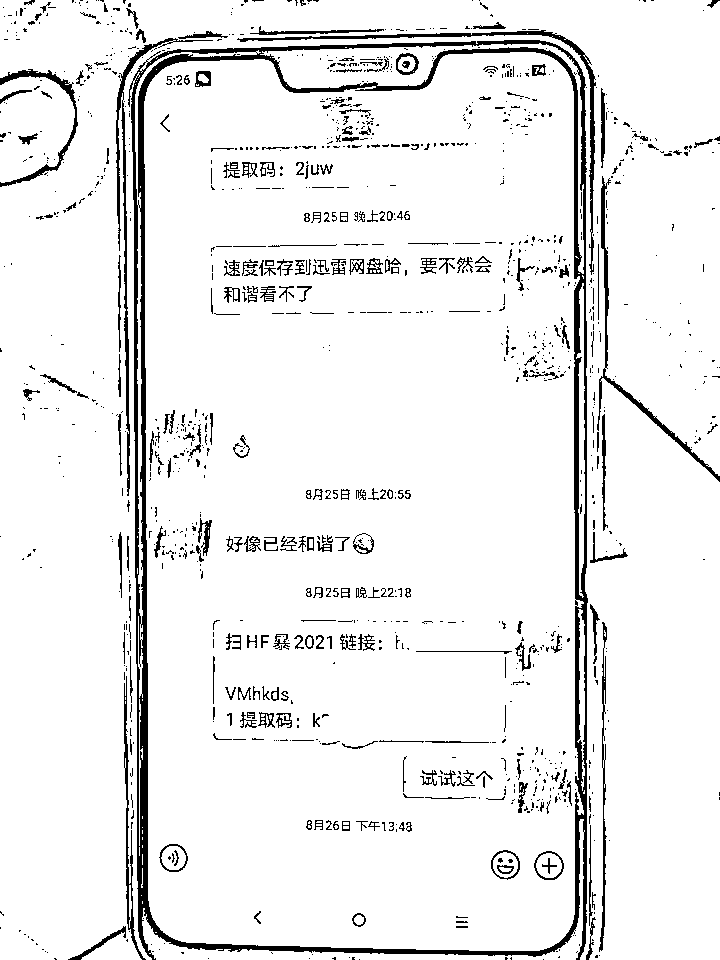 5:26
提取码：2juw
8月25日 晚上20:46
速度保存到迅雷网盘哈，要不然会
和谐看不了
8月25日 晚上20:55
好像已经和谐了
8月25日 晚上22:18
扫HF暴2021 链接：h
VMhkds
1 提取码：k
试试这个
8月26日 下午13:48